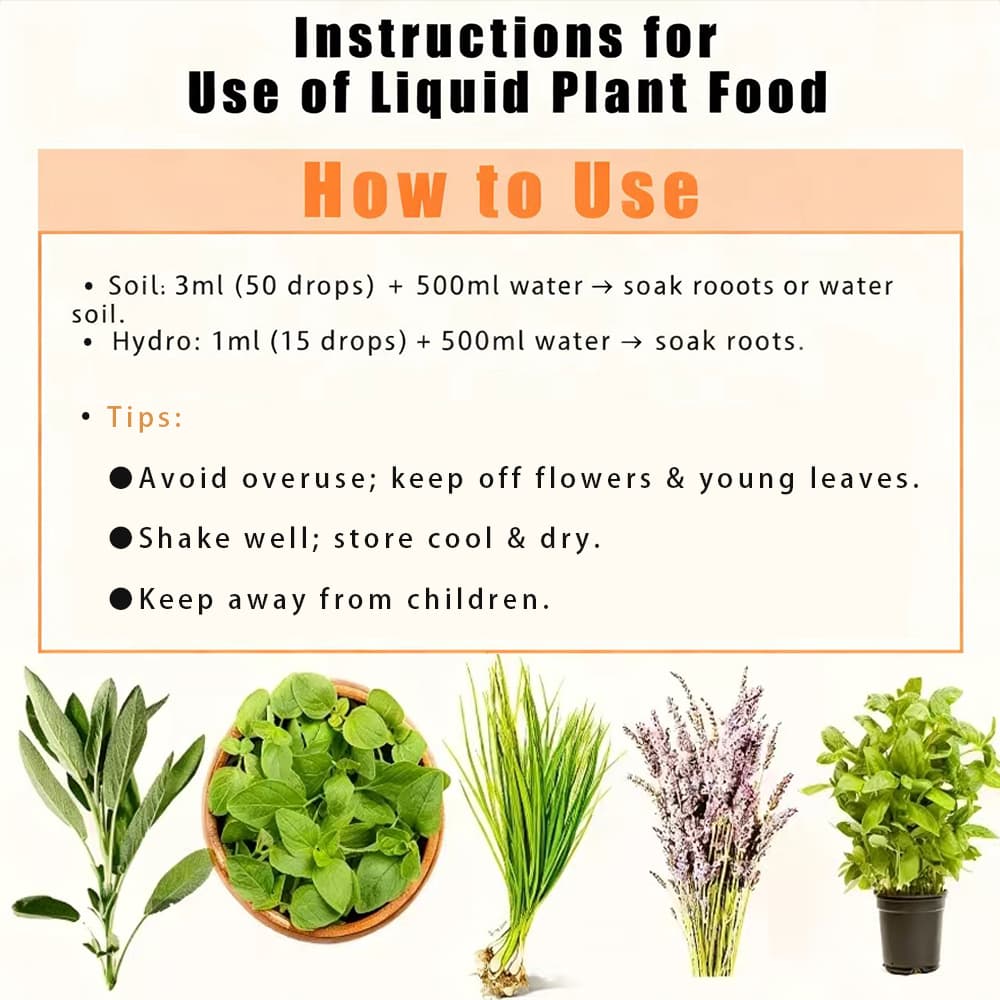 Instructions for
Use of Liquid Plant Food
How to Use
• Soil: 3ml (50 drops) + 500ml water → soak rooots or water
soil.
• Hydro: 1ml (15 drops) + 500ml water → soak roots.
• Tips:
●Avoid overuse; keep off flowers & young leaves.
●Shake well; store cool & dry.
●Keep away from children.